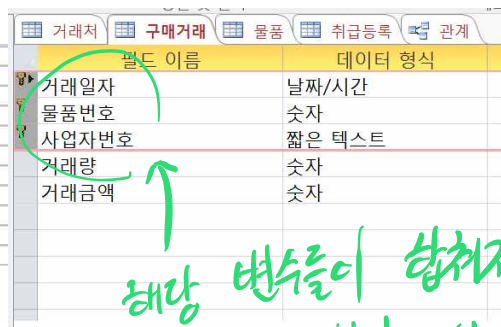 거래처 구매거래 물품 취급등록 관계
필드 이름 데이터 형식
거래일자 날짜/시간
물품번호 숫자
사업자번호 짧은 텍스트
거래량 숫자
거래금액 숫자
해당 변수들이